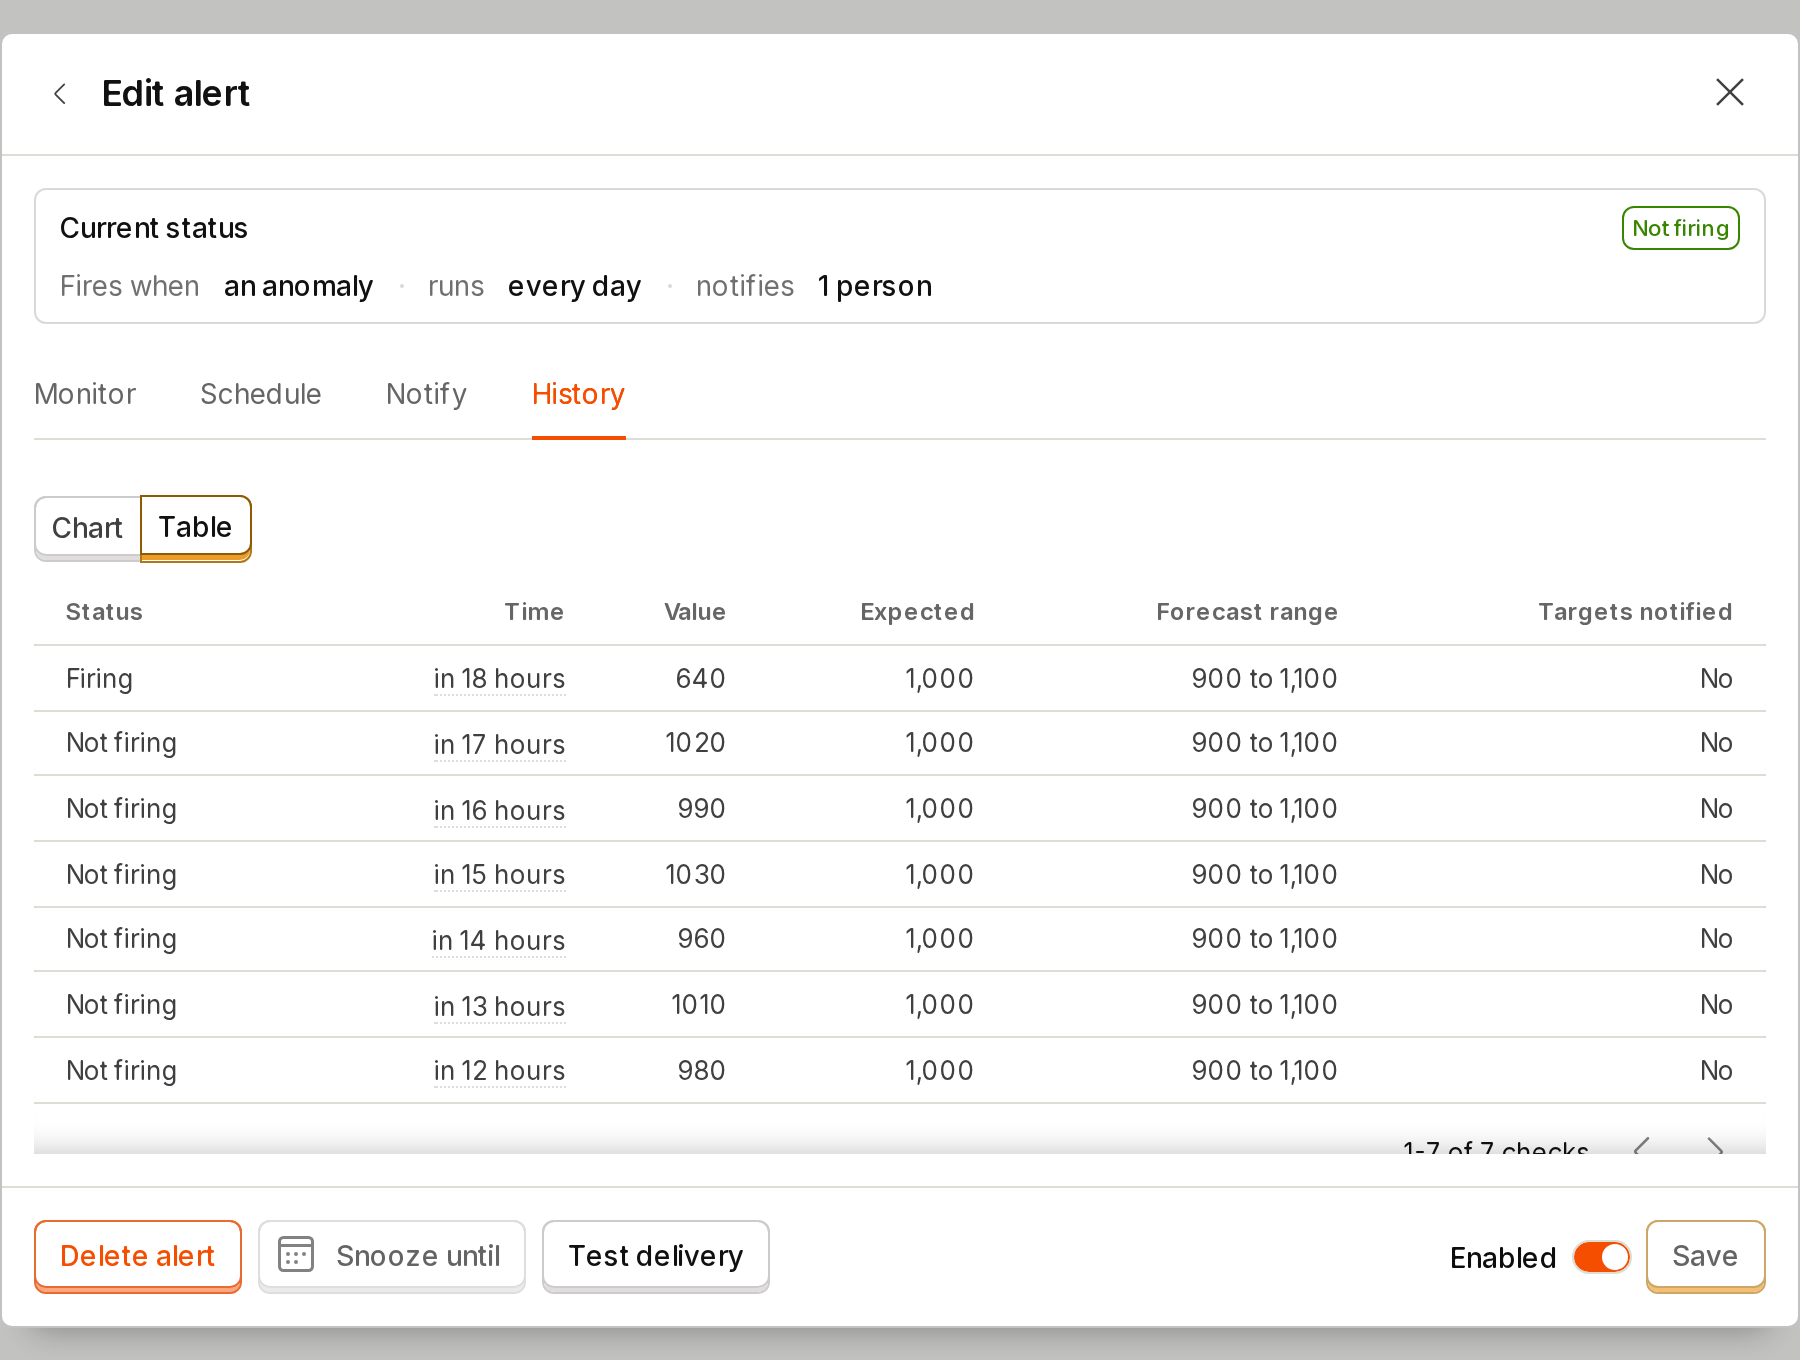 Edit alert
Current status
Not firing
Fires when an anomaly · runs every day · notifies 1 person
Monitor Schedule Notify History
Chart Table
Status Time Value Expected Forecast range Targets notified
Firing in 18 hours 640 1,000 900 to 1,100 No
Not firing in 17 hours 1020 1,000 900 to 1,100 No
Not firing in 16 hours 990 1,000 900 to 1,100 No
Not firing in 15 hours 1030 1,000 900 to 1,100 No
Not firing in 14 hours 960 1,000 900 to 1,100 No
Not firing in 13 hours 1010 1,000 900 to 1,100 No
Not firing in 12 hours 980 1,000 900 to 1,100 No
1-7 of 7 checks
Delete alert Snooze until Test delivery Enabled Save